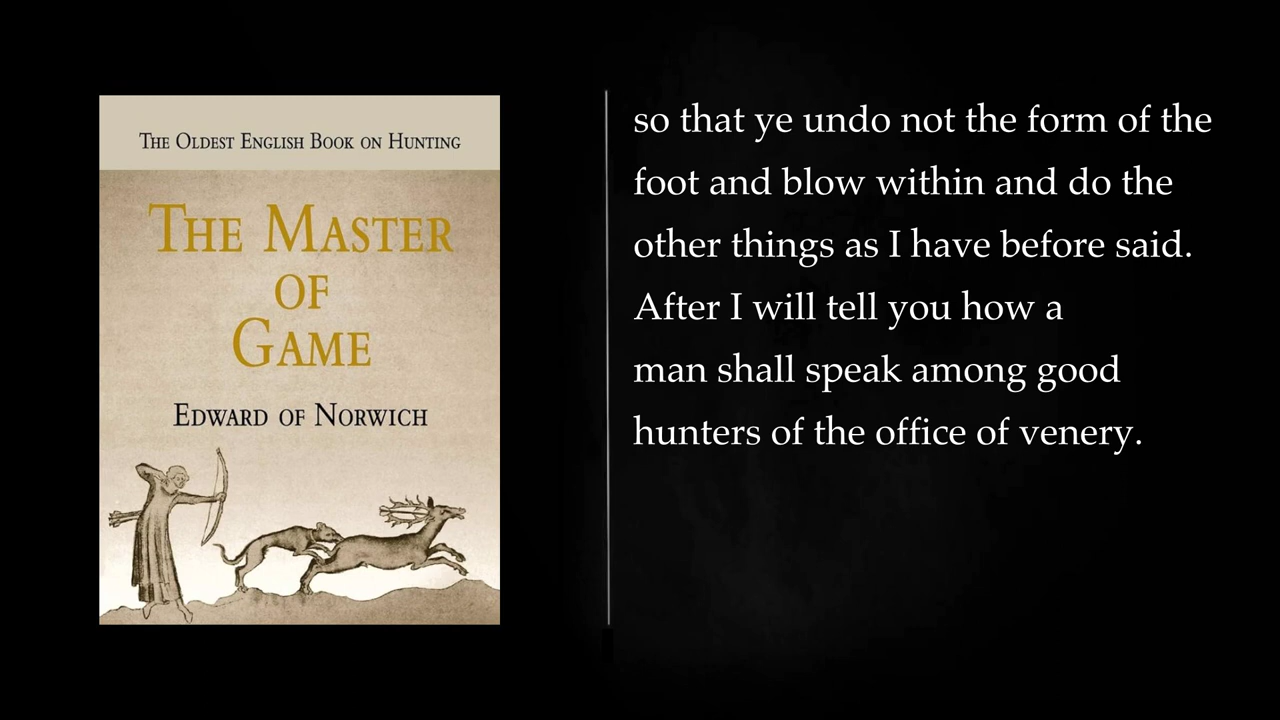 The Oldest English Book on Hunting
The Master
of
Game
Edward of Norwich
so that ye undo not the form of the
foot and blow within and do the
other things as I have before said.
After I will tell you how a
man shall speak among good
hunters of the office of venery.